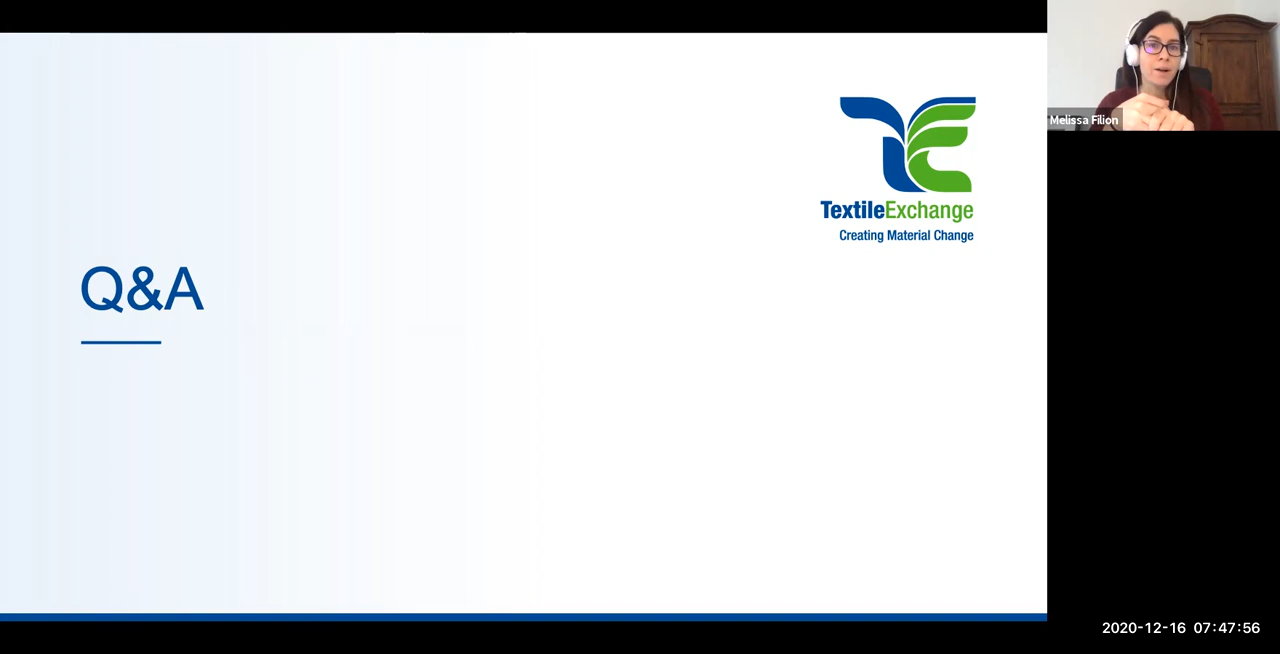 Melissa Filion
TextileExchange
Creating Material Change
Q&A
2020-12-16 07:47:56